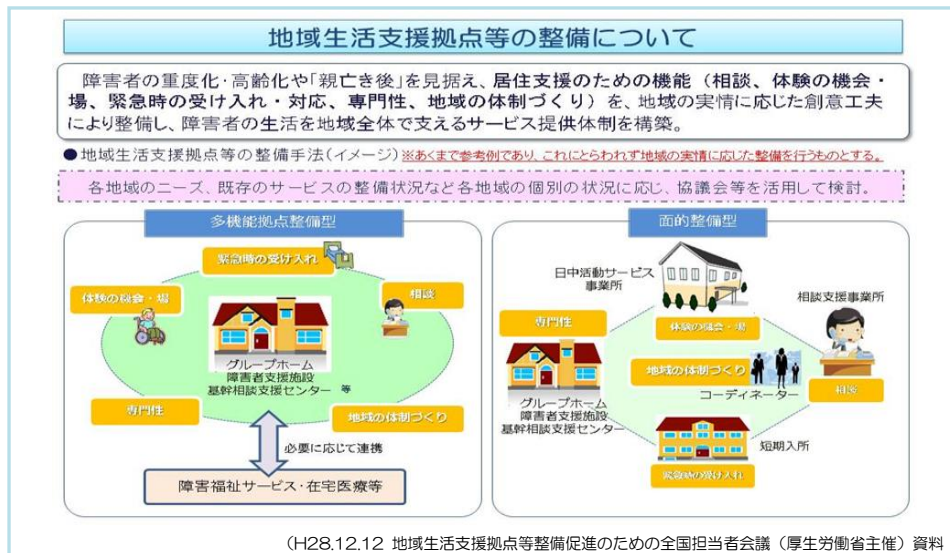 地域生活支援拠点等の整備について
障害者の重度化・高齢化や「親亡き後」を見据え、居住支援のための機能（相談、体験の機会・
場、緊急時の受け入れ・対応、専門性、地域の体制づくり）を、地域の実情に応じた創意工夫
により整備し、障害者の生活を地域全体で支えるサービス提供体制を構築。
●地域生活支援拠点等の整備手法（イメージ）※あくまで参考例であり、これにとらわれず地域の実情に応じた整備を行うものとする。
各地域のニーズ、既存のサービスの整備状況など各地域の個別の状況に応じ、協議会等を活用して検討。
多機能拠点整備型
緊急時の受け入れ
体験の機会・場
相談
グループホーム
障害者支援施設
基幹相談支援センター 等
専門性
地域の体制づくり
必要に応じて連携
障害福祉サービス・在宅医療等
面的整備型
日中活動サービス
事業所
相談支援事業所
専門性
体験の機会・場
地域の体制づくり
コーディネーター
相談
グループホーム
障害者支援施設
基幹相談支援センター
短期入所
緊急時の受け入れ
（H28.12.12 地域生活支援拠点等整備促進のための全国担当者会議（厚生労働省主催）資料